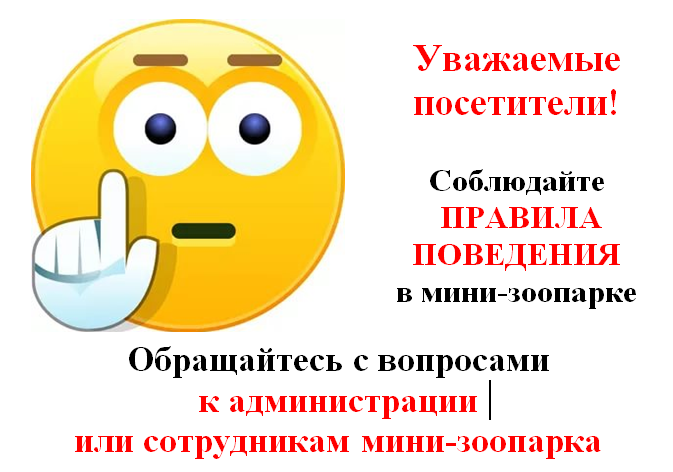 Уважаемые
посетители!
Соблюдайте
ПРАВИЛА
ПОВЕДЕНИЯ
в мини-зоопарке
Обращайтесь с вопросами
к администрации
или сотрудникам мини-зоопарка